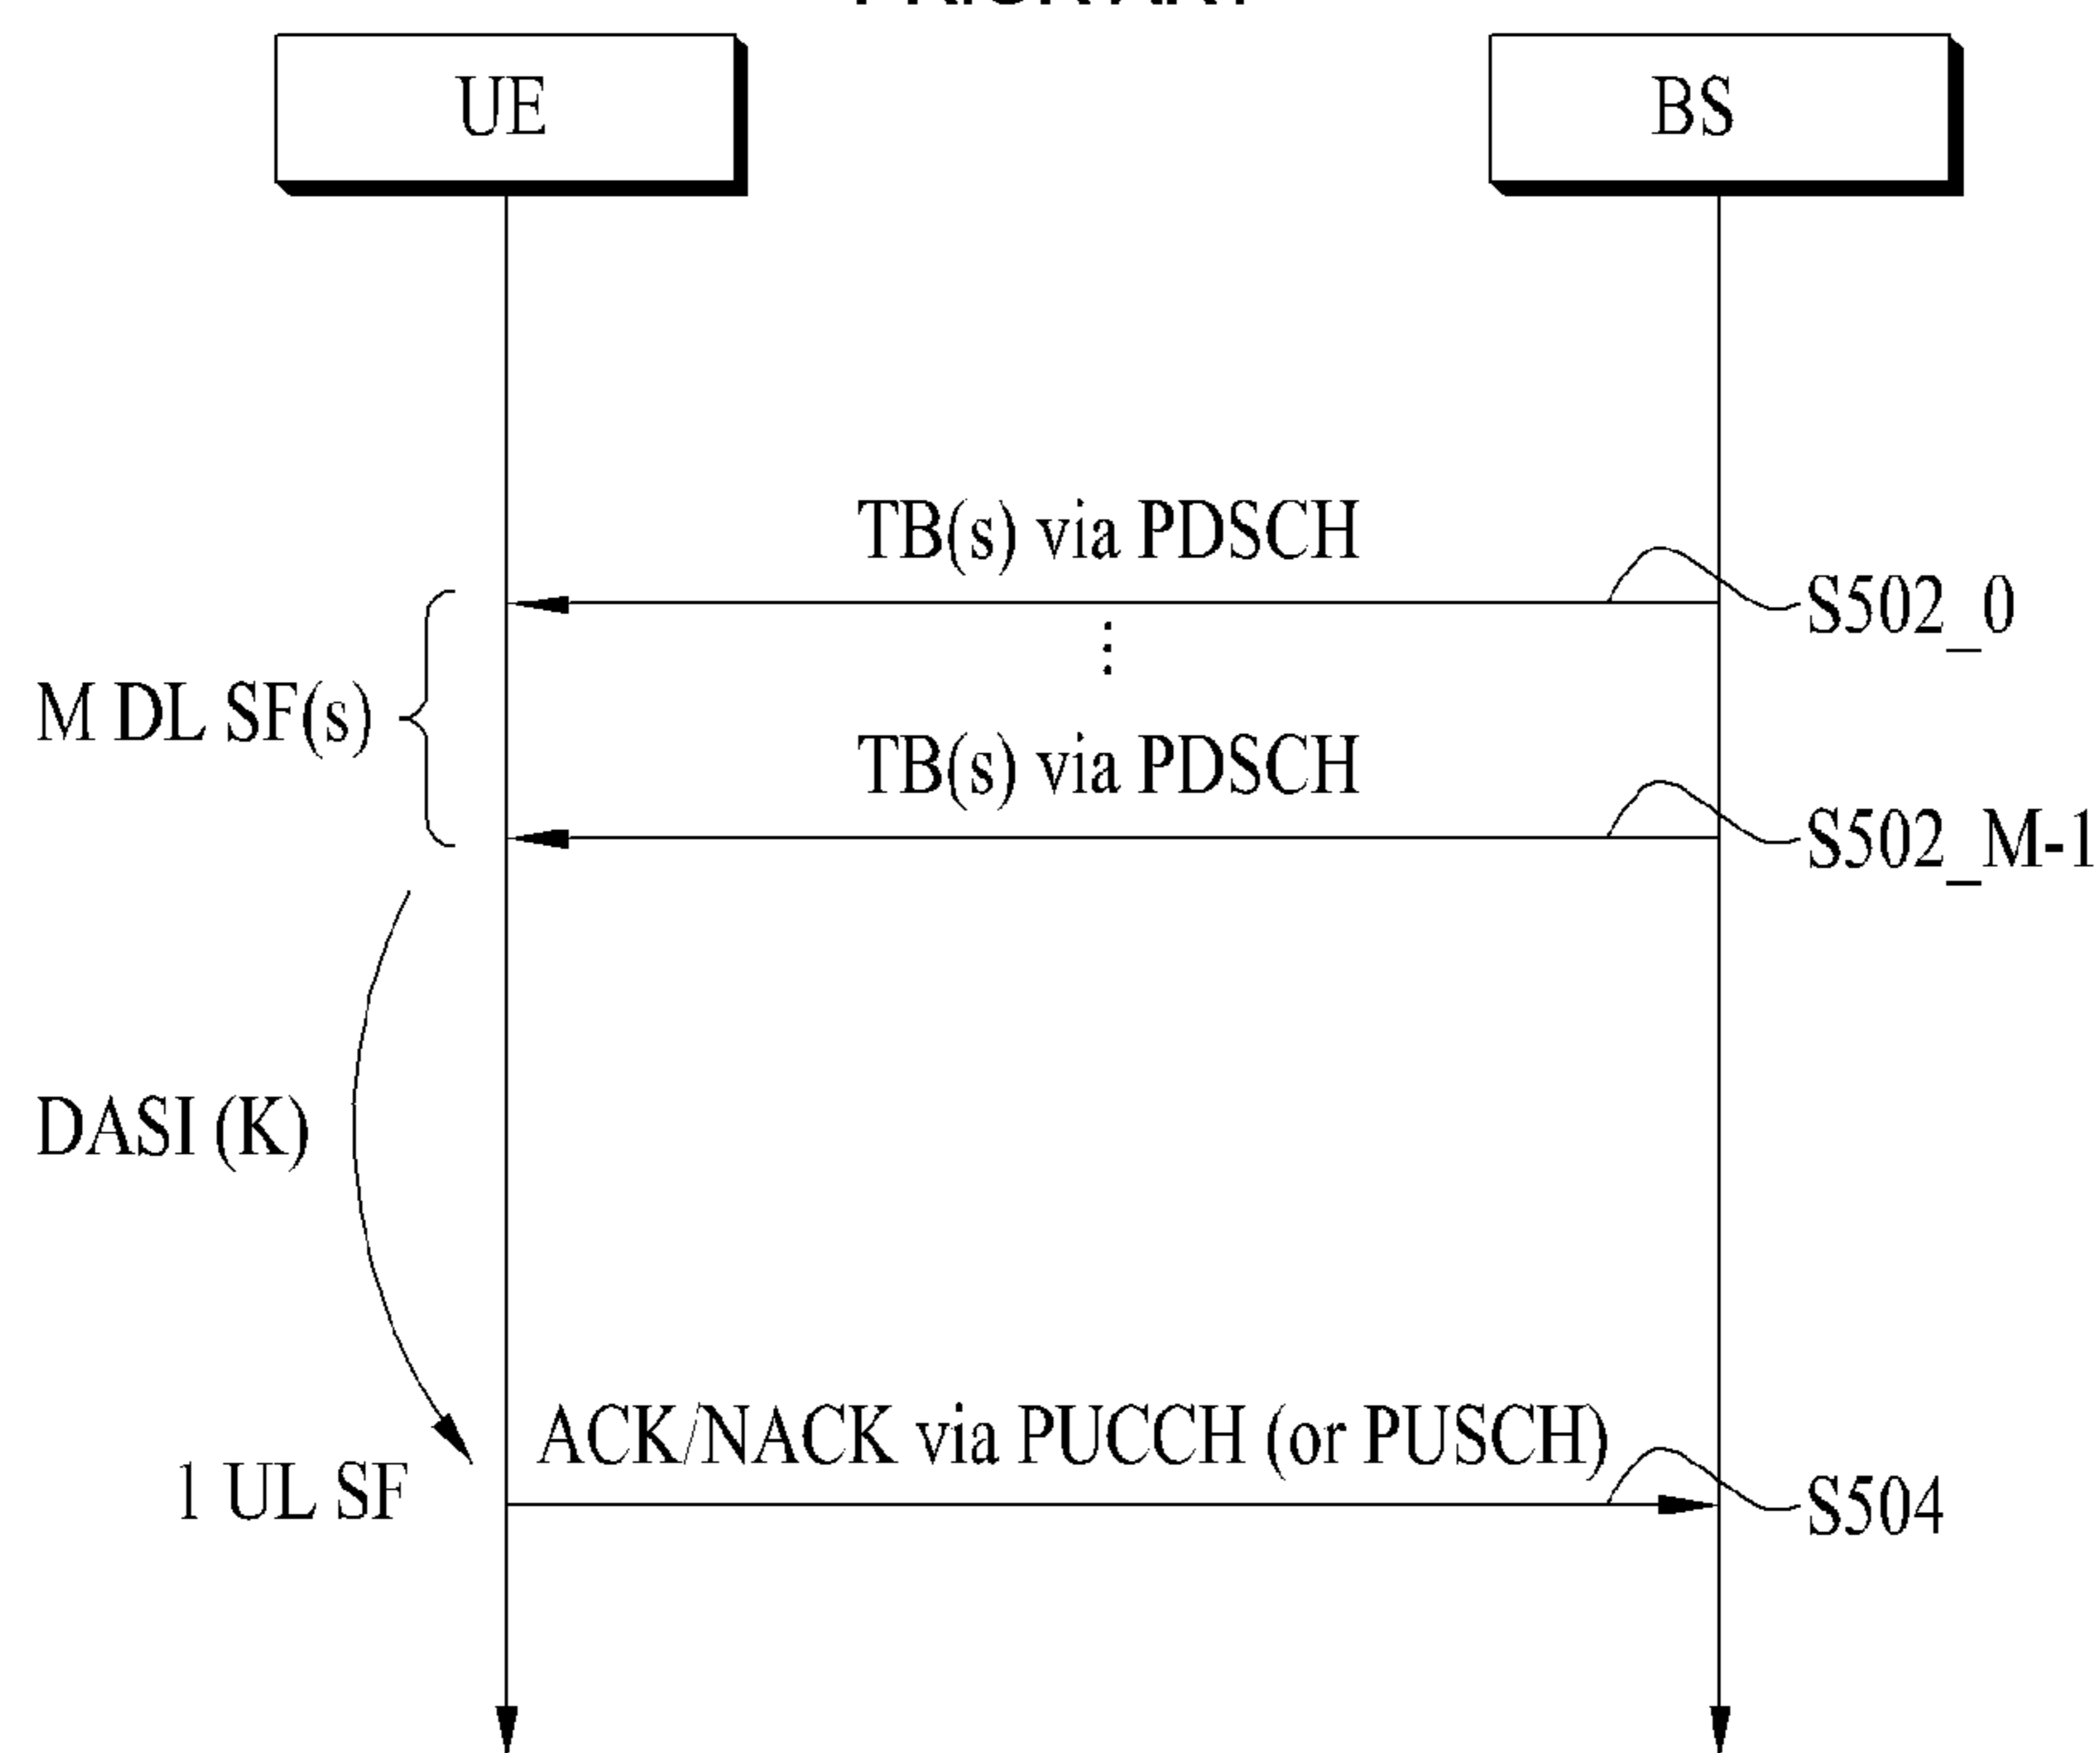 UE
BS
TB(s) via PDSCH
S502_0
M DL SF(s)
TB(s) via PDSCH
S502_M-1
DASI (K)
ACK/NACK via PUCCH (or PUSCH)
1 UL SF
S504